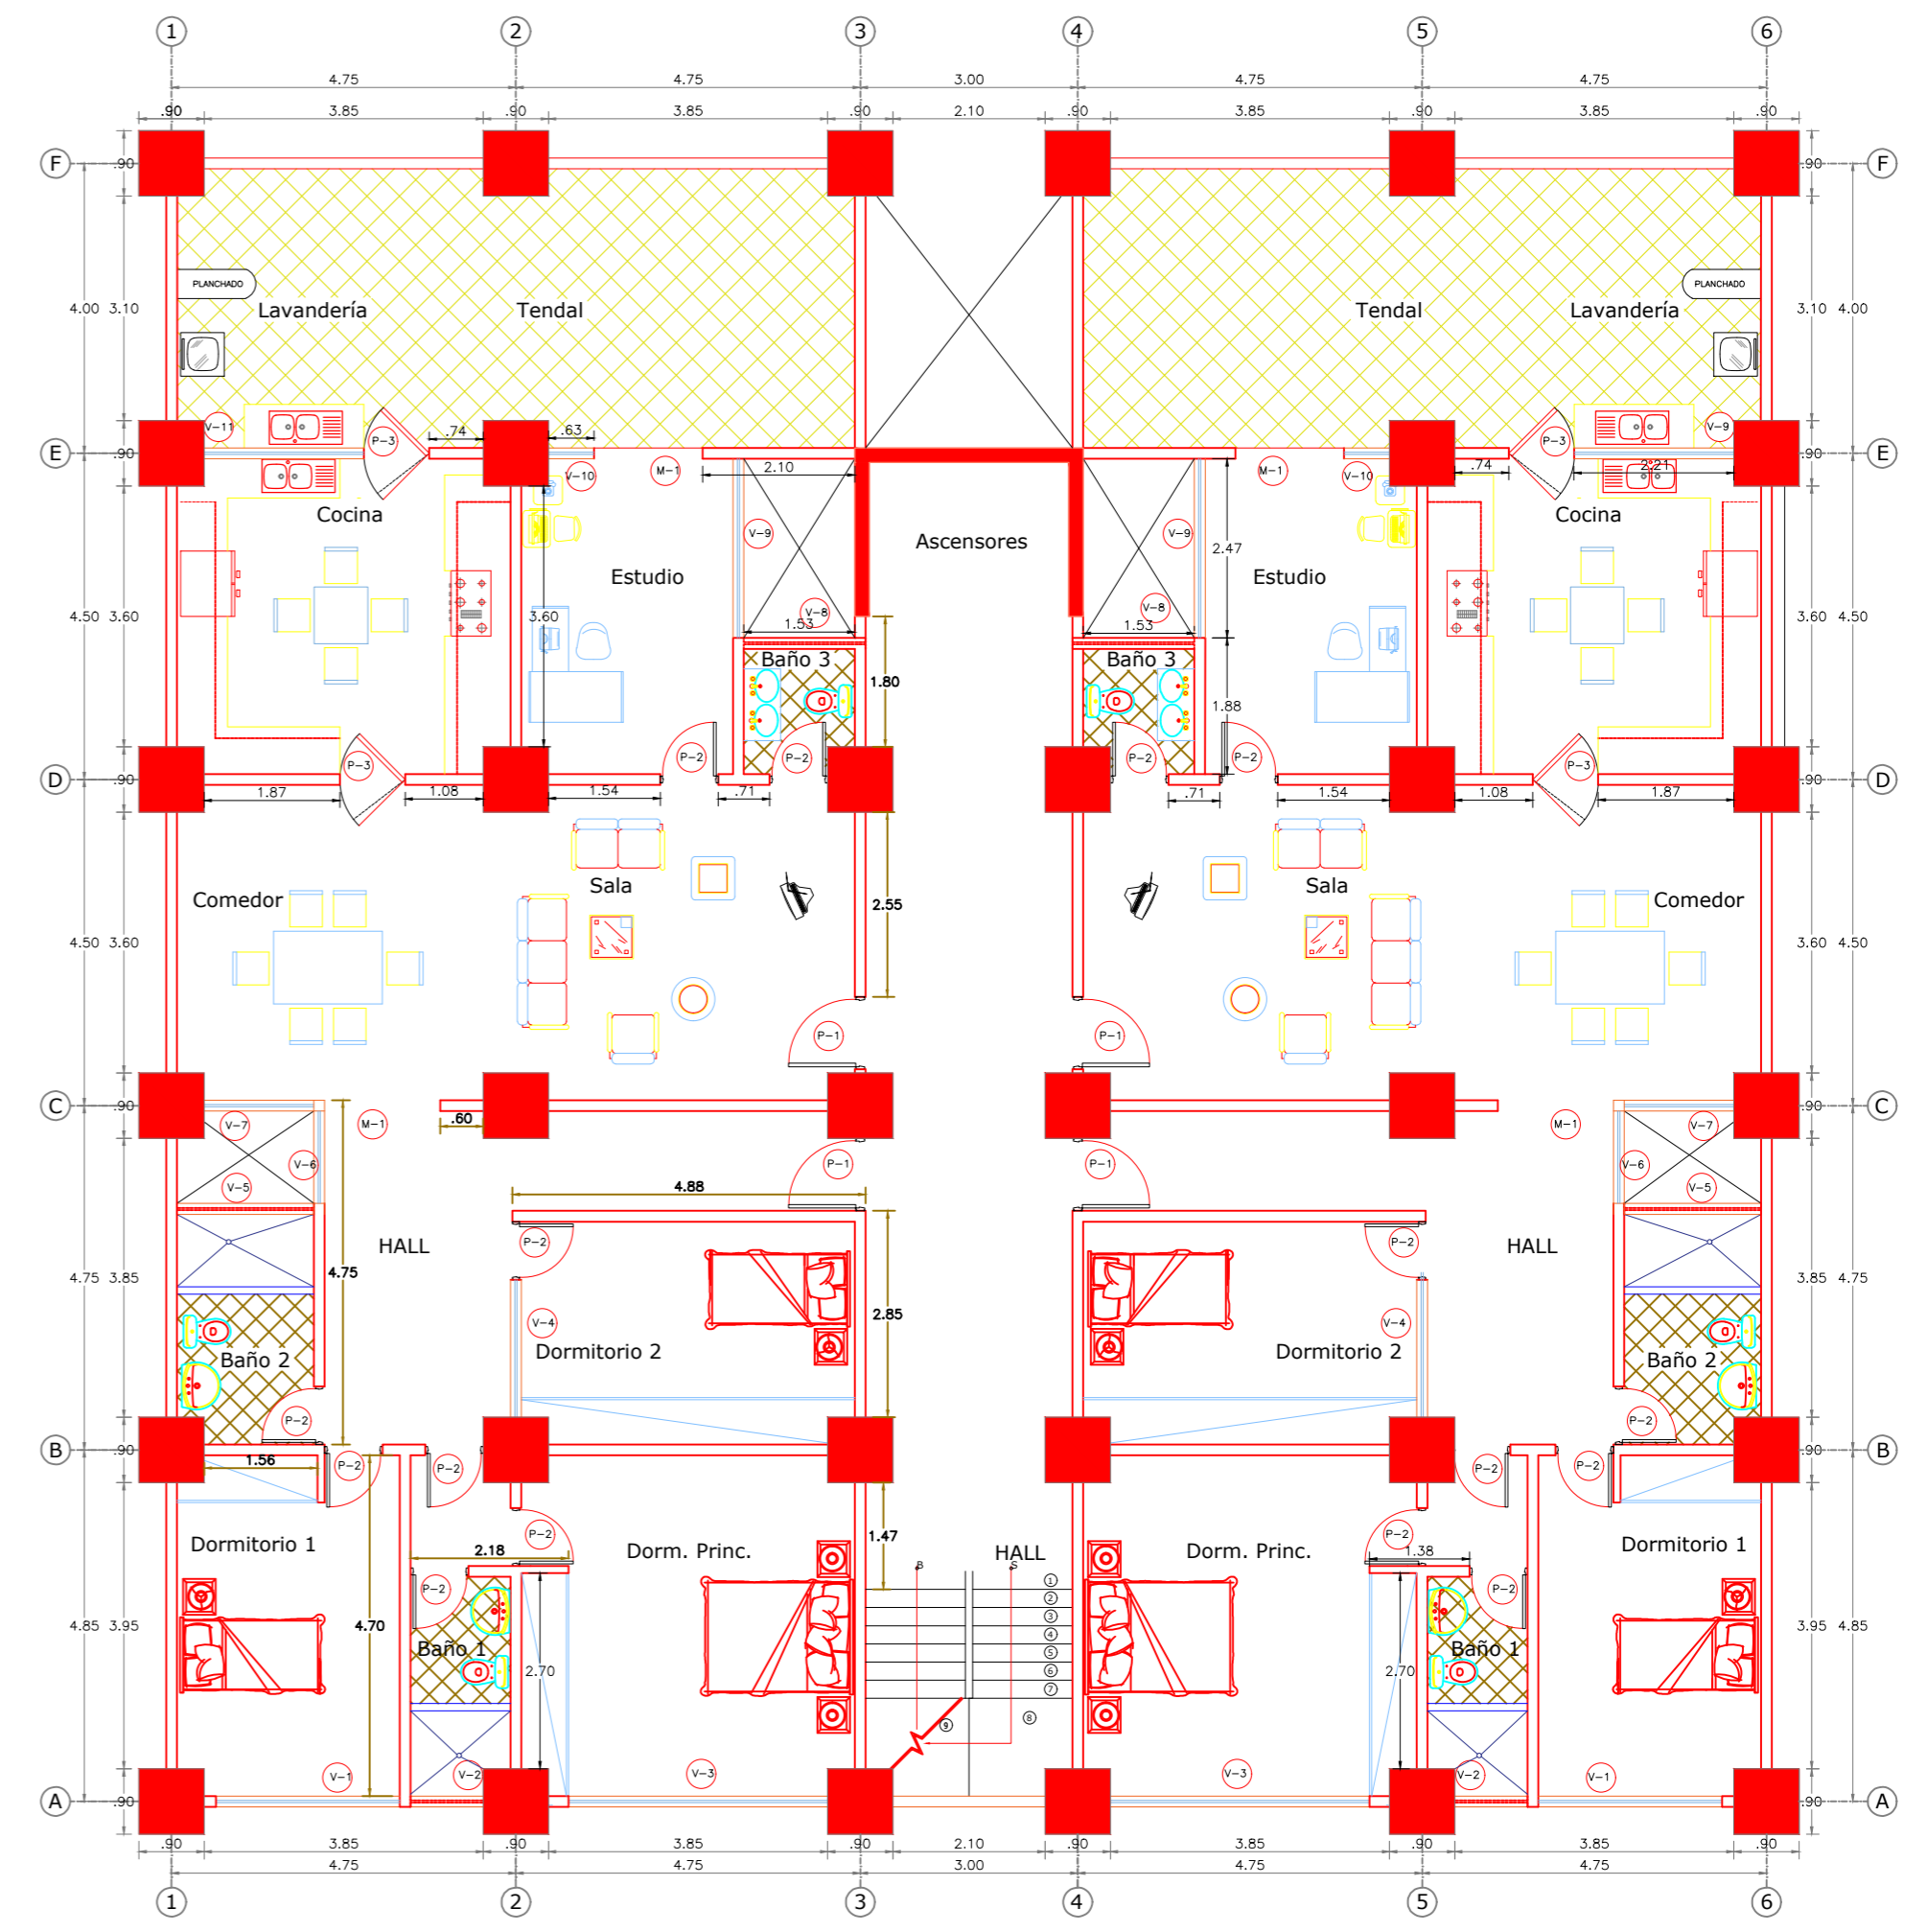 1 2 3 4 5 6
4.75 4.75 3.00 4.75 4.75
.90 3.85 .90 3.85 .90 2.10 .90 3.85 .90 3.85 .90
F .90 .90 F
PLANCHADO PLANCHADO
4.00 3.10 Lavandería Tendal Tendal Lavandería 3.10 4.00
V-11 P-3 .74 .63 P-3 V-9
E .90 .90 E
V-10 M-1 2.10 M-1 V-10 .74 2.21
Cocina Cocina
V-9 Ascensores V-9 2.47
Estudio Estudio
4.50 3.60 3.60 V-8 V-8 3.60 4.50
1.53 1.53
Baño 3 Baño 3
1.80 1.88
P-3 P-2 P-2 P-2 P-2 P-3
D .90 .90 D
1.87 1.08 1.54 .71 .71 1.54 1.08 1.87
Sala Sala
Comedor 2.55 Comedor
4.50 3.60 3.60 4.50
P-1 P-1
C .90 .90 C
V-7 M-1 .60 M-1 V-7
V-6 P-1 P-1 V-6
V-5 4.88 V-5
HALL P-2 P-2 HALL
4.75 3.85 4.75 3.85 4.75
V-4 2.85 V-4
Baño 2 Dormitorio 2 Dormitorio 2 Baño 2
P-2 P-2
B .90 .90 B
1.56 P-2 P-2 P-2 P-2
Dormitorio 1 P-2 1.47 P-2 Dormitorio 1
2.18 Dorm. Princ. HALL Dorm. Princ. 1.38
B S
P-2 1 P-2
2
3
4.85 3.95 4.70 4 3.95 4.85
Baño 1 5 Baño 1
2.70 6 2.70
7
9 8
V-1 V-2 V-3 V-3 V-2 V-1
A .90 .90 A
.90 3.85 .90 3.85 .90 2.10 .90 3.85 .90 3.85 .90
4.75 4.75 3.00 4.75 4.75
1 2 3 4 5 6